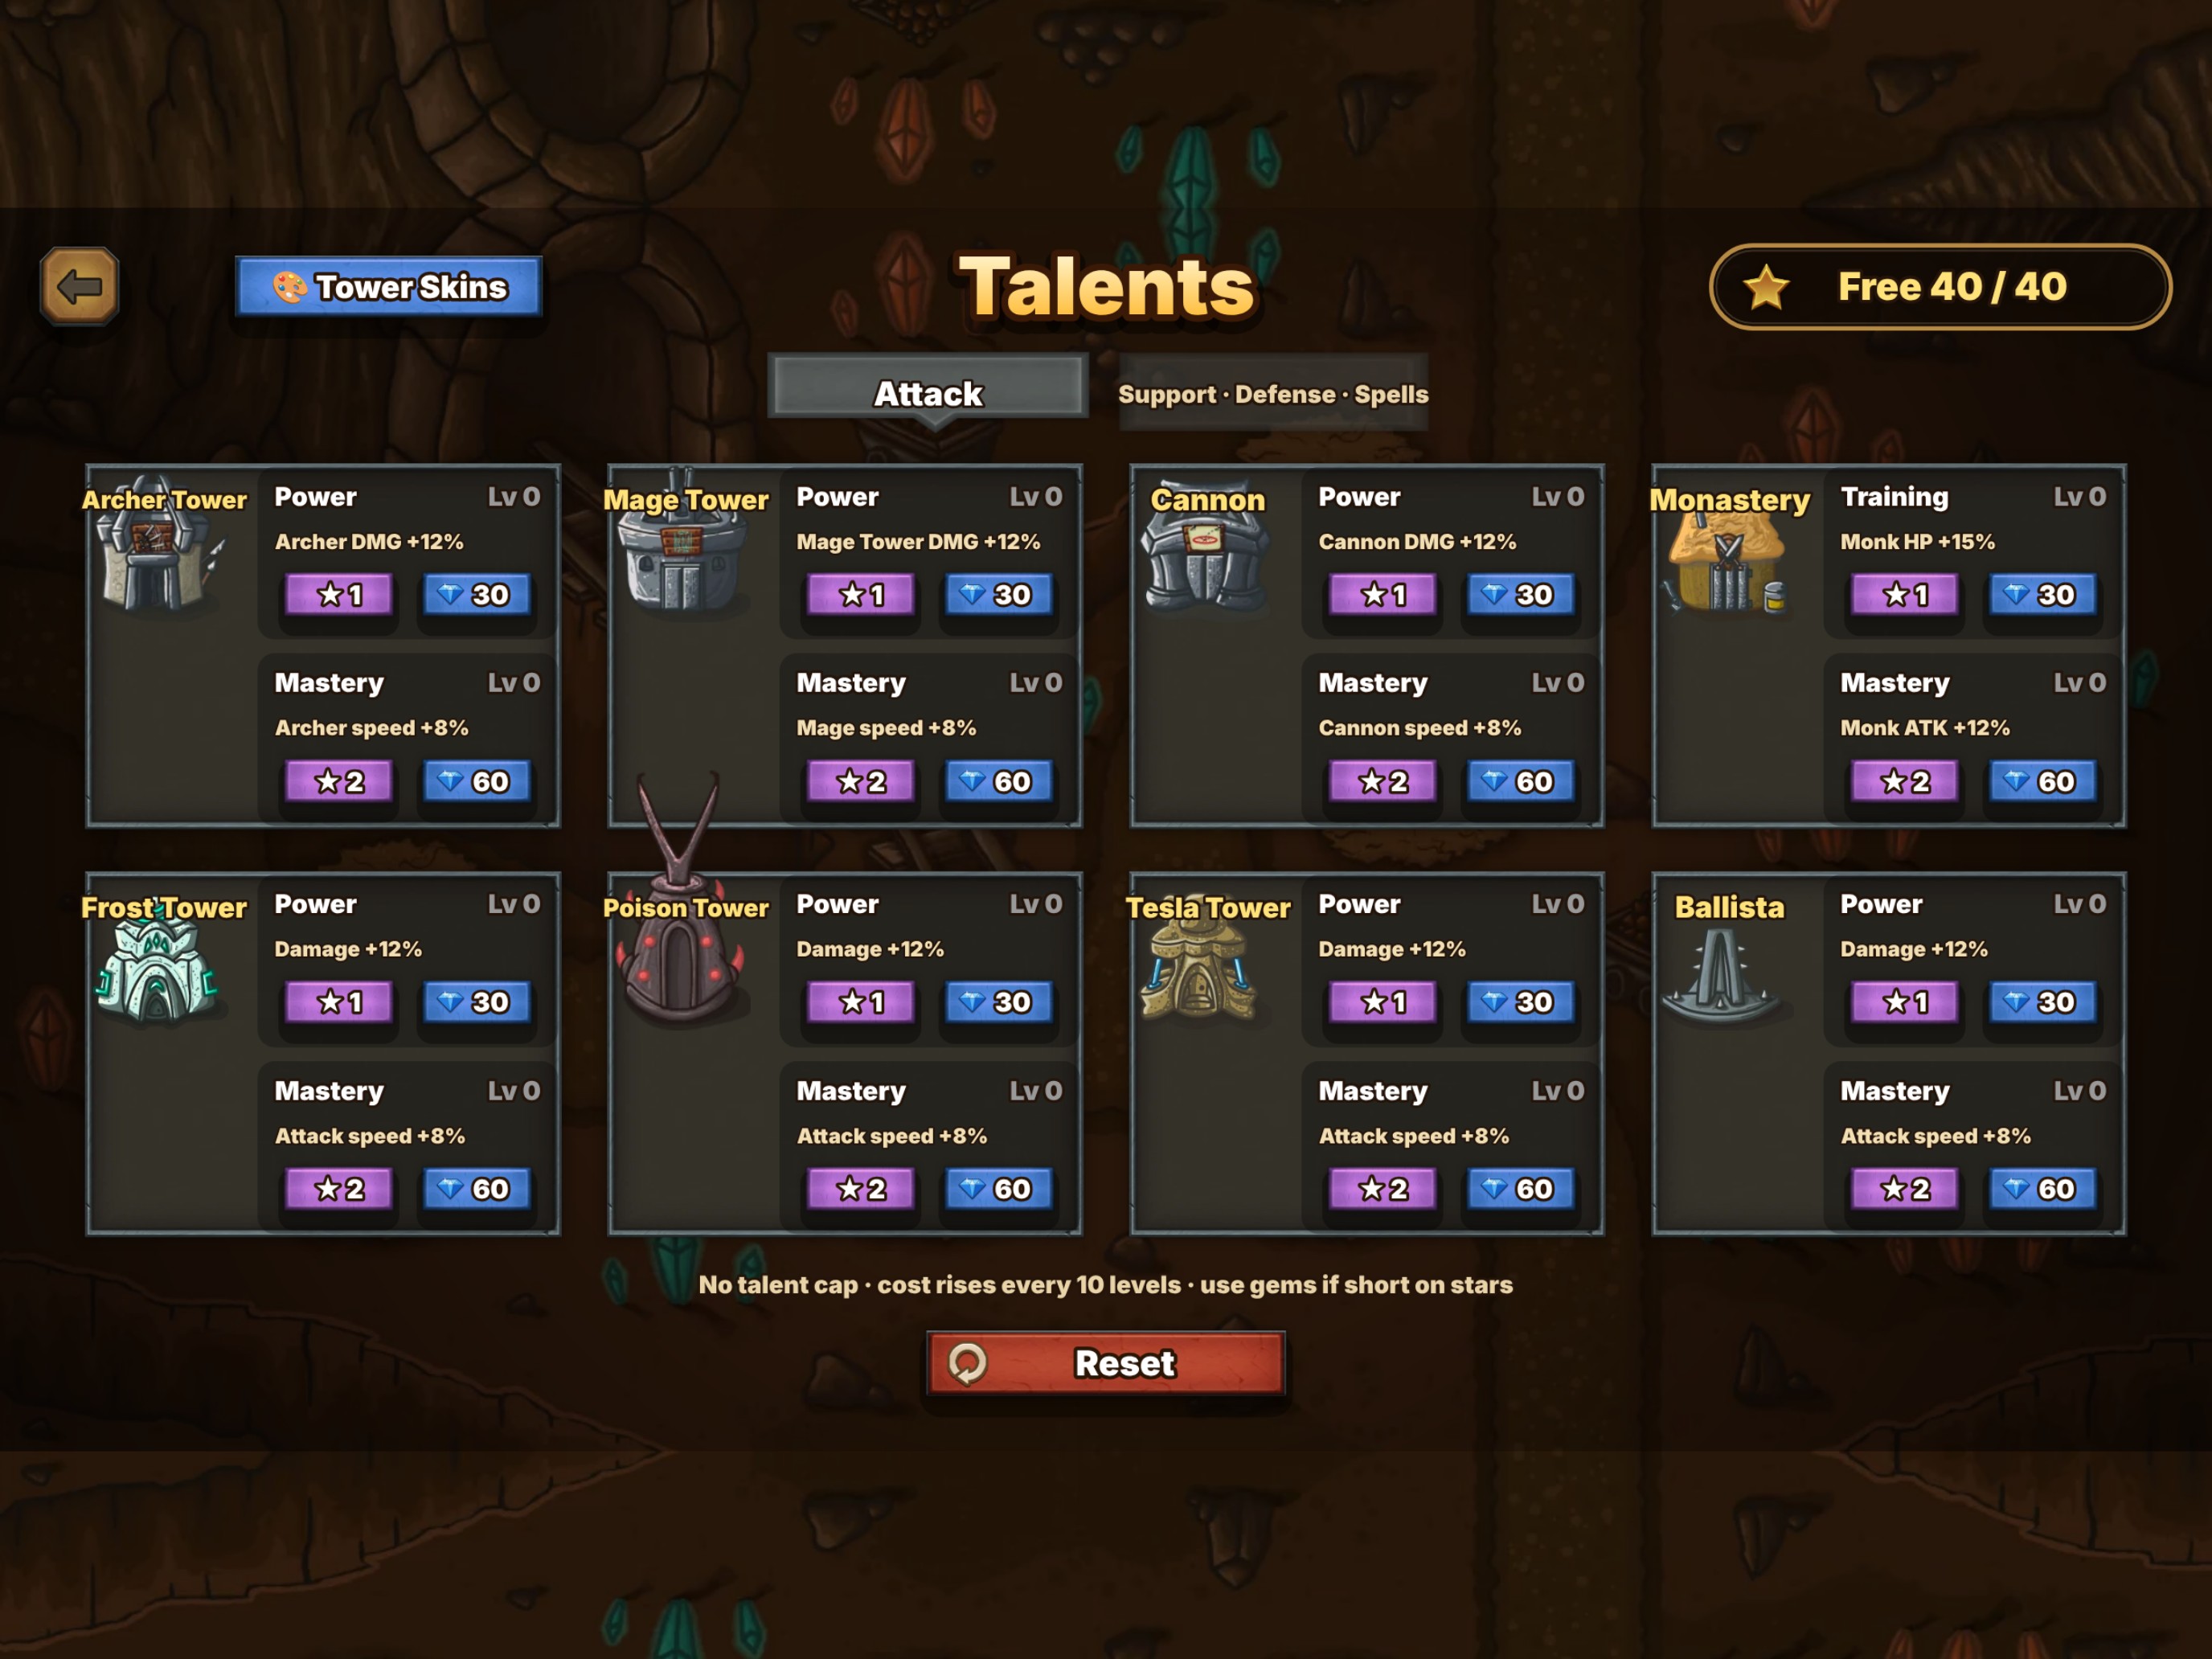 Tower Skins
Talents
Free 40 / 40
Attack
Support · Defense · Spells
Archer Tower
Power Lv 0
Archer DMG +12%
1 30
Mastery Lv 0
Archer speed +8%
2 60
Mage Tower
Power Lv 0
Mage Tower DMG +12%
1 30
Mastery Lv 0
Mage speed +8%
2 60
Cannon
Power Lv 0
Cannon DMG +12%
1 30
Mastery Lv 0
Cannon speed +8%
2 60
Monastery
Training Lv 0
Monk HP +15%
1 30
Mastery Lv 0
Monk ATK +12%
2 60
Frost Tower
Power Lv 0
Damage +12%
1 30
Mastery Lv 0
Attack speed +8%
2 60
Poison Tower
Power Lv 0
Damage +12%
1 30
Mastery Lv 0
Attack speed +8%
2 60
Tesla Tower
Power Lv 0
Damage +12%
1 30
Mastery Lv 0
Attack speed +8%
2 60
Ballista
Power Lv 0
Damage +12%
1 30
Mastery Lv 0
Attack speed +8%
2 60
No talent cap · cost rises every 10 levels · use gems if short on stars
Reset